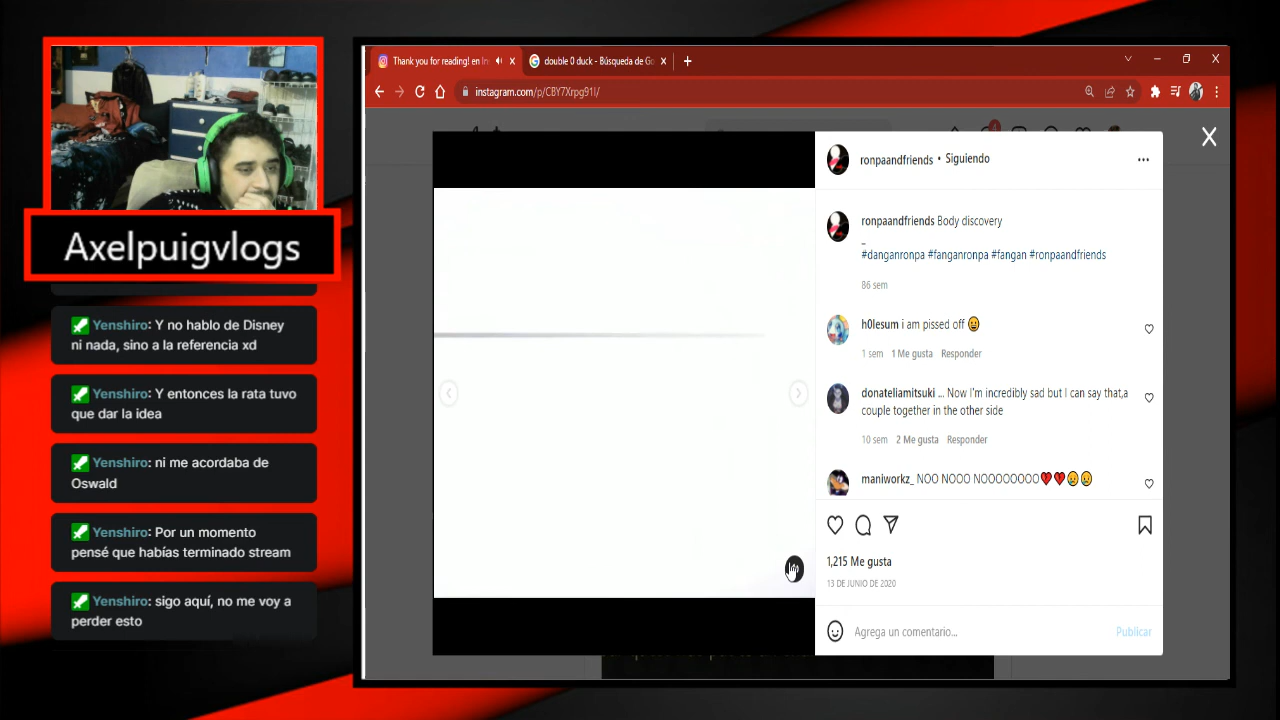 Axelpuigvlogs
Yenshiro: Y no hablo de Disney
ni nada, sino a la referencia xd
Yenshiro: Y entonces la rata tuvo
que dar la idea
Yenshiro: ni me acordaba de
Oswald
Yenshiro: Por un momento
pensé que habías terminado stream
Yenshiro: sigo aquí, no me voy a
perder esto
Thank you for reading! en In
double 0 duck - Búsqueda de Go
instagram.com/p/CBY7Xrpg91l/
ronpaandfriends • Siguiendo
ronpaandfriends Body discovery
_
#danganronpa #fanganronpa #fangan #ronpaandfriends
86 sem
h0lesum i am pissed off 😀
1 sem 1 Me gusta Responder
donateliamitsuki ... Now I'm incredibly sad but I can say that,a
couple together in the other side
10 sem 2 Me gusta Responder
maniworkz_ NOO NOOO NOOOOOOOO❤️❤️😢😢
1,215 Me gusta
13 DE JUNIO DE 2020
Agrega un comentario...
Publicar